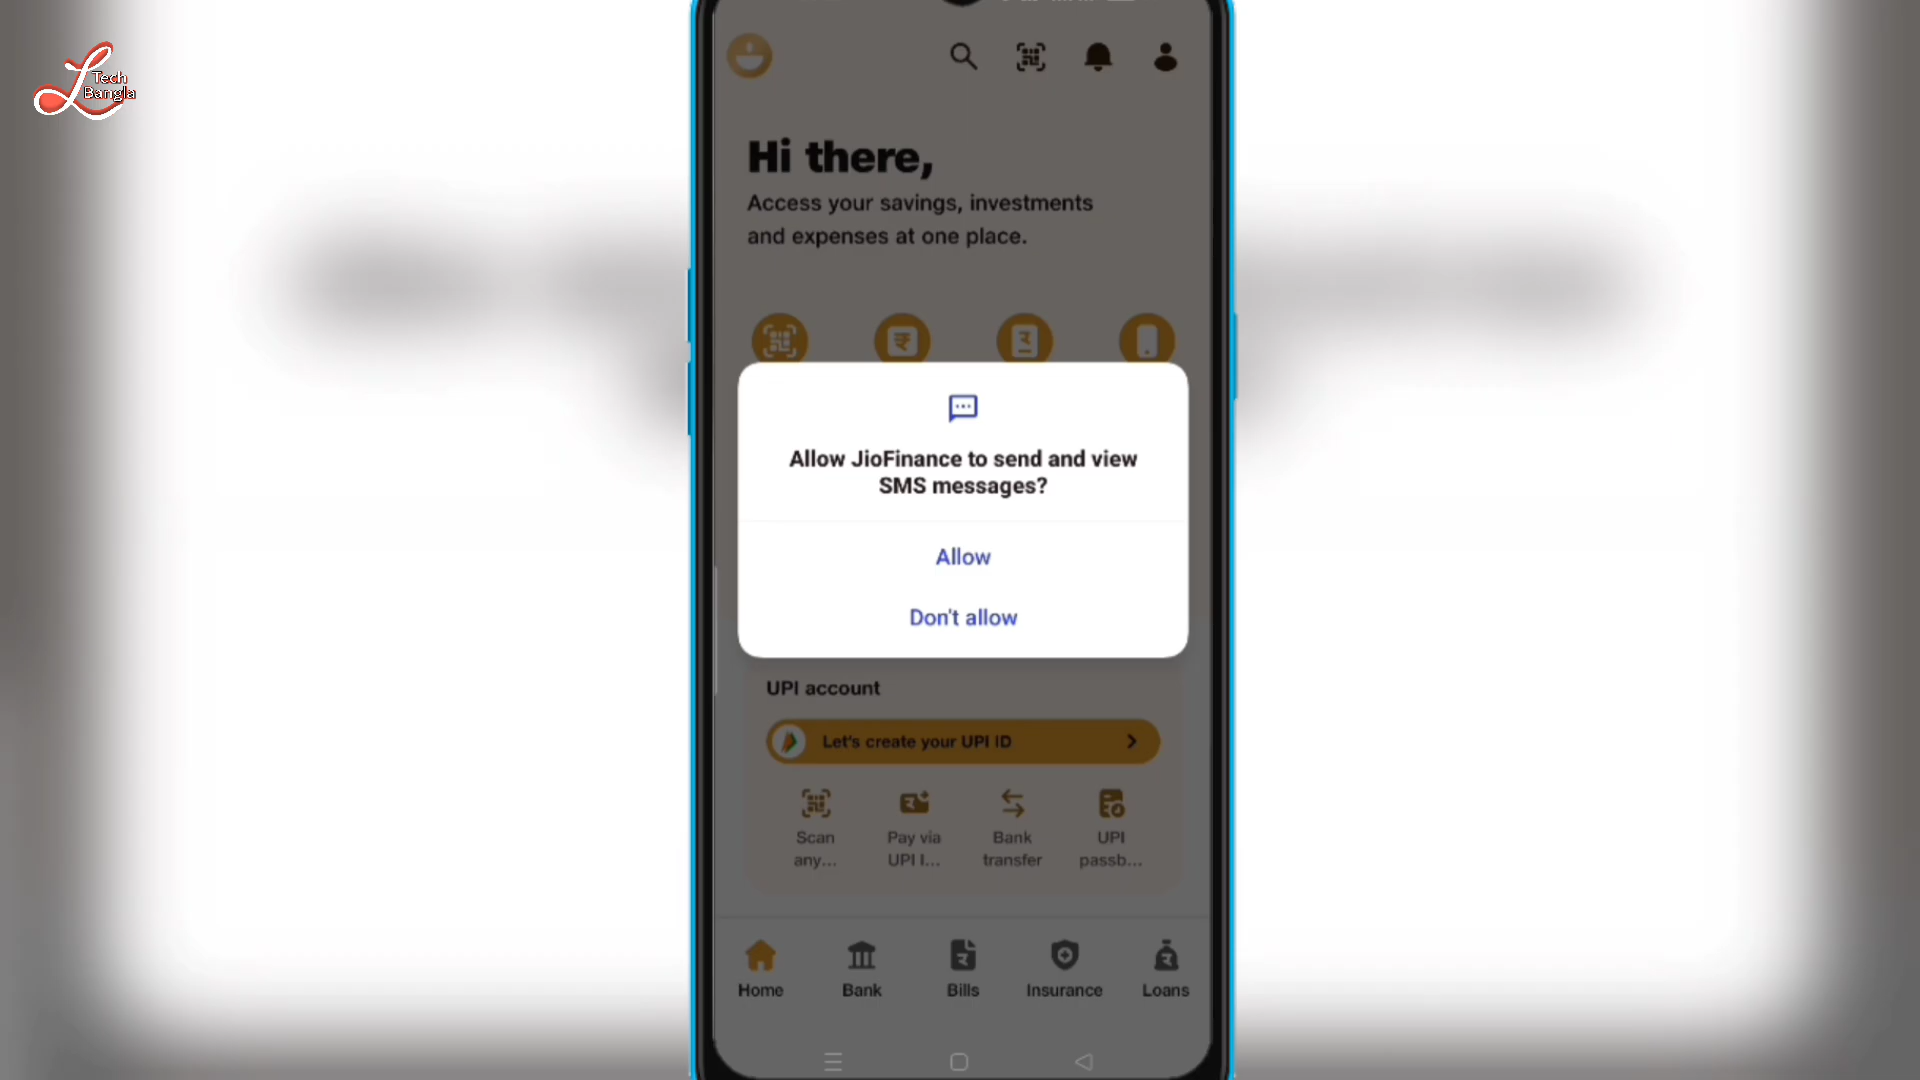 Tech
Bangla
Hi there,
Access your savings, investments
and expenses at one place.
Allow JioFinance to send and view
SMS messages?
Allow
Don't allow
UPI account
Let's create your UPI ID
Scan
any...
Pay via
UPI I...
Bank
transfer
UPI
passb...
Home
Bank
Bills
Insurance
Loans